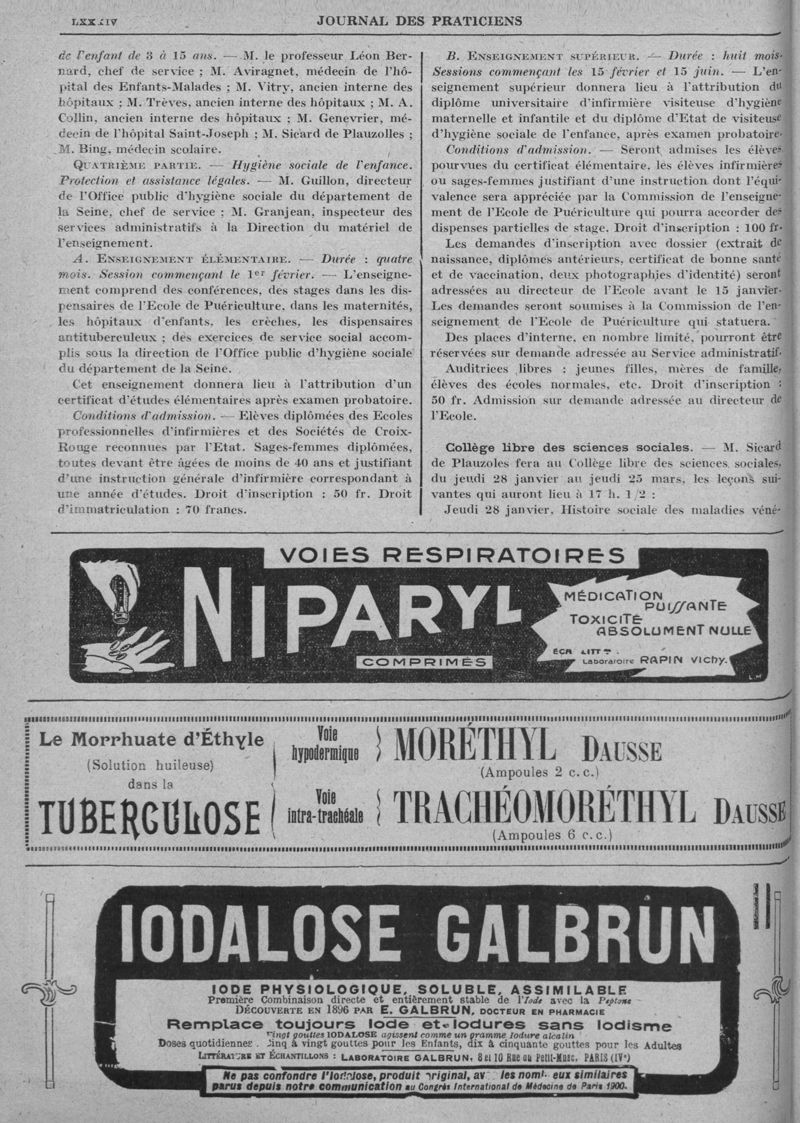 JOURNAL DES PRATICIENS
de l'enfant de 3 à 15 ans. — M. le professeur Léon Ber-
nard, chef de service ; M. Aviragnet, médecin de l'hô-
pital des Enfants-Malades ; M. Vitry, ancien interne des
hôpitaux ; M. Trèves, ancien interne des hôpitaux ; M. A.
Collin, ancien interne des hôpitaux ; M. Genevrier, mé-
decin de l'hôpital Saint-Joseph ; M. Sicard de Plauzolles ;
M. Bing, médecin scolaire.
QUATRIÈME PARTIE. — Hygiène sociale de l'enfance.
Protection et assistance légales. — M. Guillon, directeur
de l'Office public d'hygiène sociale du département de
la Seine, chef de service ; M. Granjean, inspecteur des
services administratifs à la Direction du matériel de
l'enseignement.
A. ENSEIGNEMENT ÉLÉMENTAIRE. — Durée : quatre
mois. Session commençant le 1er février. — L'enseigne-
ment comprend des conférences, des stages dans les dis-
pensaires de l'Ecole de Puériculture, dans les maternités,
les hôpitaux d'enfants, les crèches, les dispensaires
antituberculeux ; des exercices de service social accom-
plis sous la direction de l'Office public d'hygiène sociale
du département de la Seine.
Cet enseignement donnera lieu à l'attribution d'un
certificat d'études élémentaires après examen probatoire.
Conditions d'admission. — Elèves diplômées des Ecoles
professionnelles d'infirmières et des Sociétés de Croix-
Rouge reconnues par l'Etat. Sages-femmes diplômées,
toutes devant être âgées de moins de 40 ans et justifiant
d'une instruction générale d'infirmière correspondant à
une année d'études. Droit d'inscription : 50 fr. Droit
d'immatriculation : 70 francs.
B. ENSEIGNEMENT SUPÉRIEUR. — Durée : huit mois.
Sessions commençant les 15 février et 15 juin. — L'en-
seignement supérieur donnera lieu à l'attribution du
diplôme universitaire d'infirmière visiteuse d'hygiène
maternelle et infantile et du diplôme d'Etat de visiteuse
d'hygiène sociale de l'enfance, après examen probatoire.
Conditions d'admission. — Seront admises les élèves
pourvues du certificat élémentaire, les élèves infirmières
ou sages-femmes justifiant d'une instruction dont l'équi-
valence sera appréciée par la Commission de l'enseigne-
ment de l'Ecole de Puériculture qui pourra accorder des
dispenses partielles de stage. Droit d'inscription : 100 fr.
Les demandes d'inscription avec dossier (extrait de
naissance, diplômes antérieurs, certificat de bonne santé
et de vaccination, deux photographies d'identité) seront
adressées au directeur de l'Ecole avant le 15 janvier.
Les demandes seront soumises à la Commission de l'en-
seignement de l'Ecole de Puériculture qui statuera.
Des places d'interne, en nombre limité, pourront être
réservées sur demande adressée au Service administratif.
Auditrices libres : jeunes filles, mères de famille,
élèves des écoles normales, etc. Droit d'inscription :
50 fr. Admission sur demande adressée au directeur de
l'Ecole.
Collège libre des sciences sociales. — M. Sicard
de Plauzoles fera au Collège libre des sciences sociales,
du jeudi 28 janvier au jeudi 25 mars, les leçons sui-
vantes qui auront lieu à 17 h. 1/2 :
Jeudi 28 janvier, Histoire sociale des maladies véné-
VOIES RESPIRATOIRES
NIPARYL
COMPRIMÉS
MÉDICATION
PUISSANTE
TOXICITÉ
ABSOLUMENT NULLE
Laboratoire RAPIN Vichy.
L.M
Le Morrhuate d'Éthyle
(Solution huileuse)
dans la
TUBERCULOSE
Voie
hypodermique
MORÉTHYL DAUSSE
(Ampoules 2 c.c.)
Voie
intra-trachéale
TRACHÉOMORÉTHYL DAUSSE
(Ampoules 6 c.c.)
IODALOSE GALBRUN
IODE PHYSIOLOGIQUE, SOLUBLE, ASSIMILABLE
Première Combinaison directe et entièrement stable de l'Iode avec la Peptone
DÉCOUVERTE EN 1896 PAR E. GALBRUN, DOCTEUR EN PHARMACIE
Remplace toujours Iode et Iodures sans Iodisme
Vingt gouttes IODALOSE agissent comme un gramme Iodure alcalin
Doses quotidiennes : Cinq à vingt gouttes pour les Enfants, dix à cinquante gouttes pour les Adultes
LITTÉRATURE ET ÉCHANTILLONS : LABORATOIRE GALBRUN, 8 et 10 Rue du Petit-Musc, PARIS (IVe)
Ne pas confondre l'Iodalose, produit original, avec les nombreux similaires
parus depuis notre communication au Congrès International de Médecine de Paris 1900.